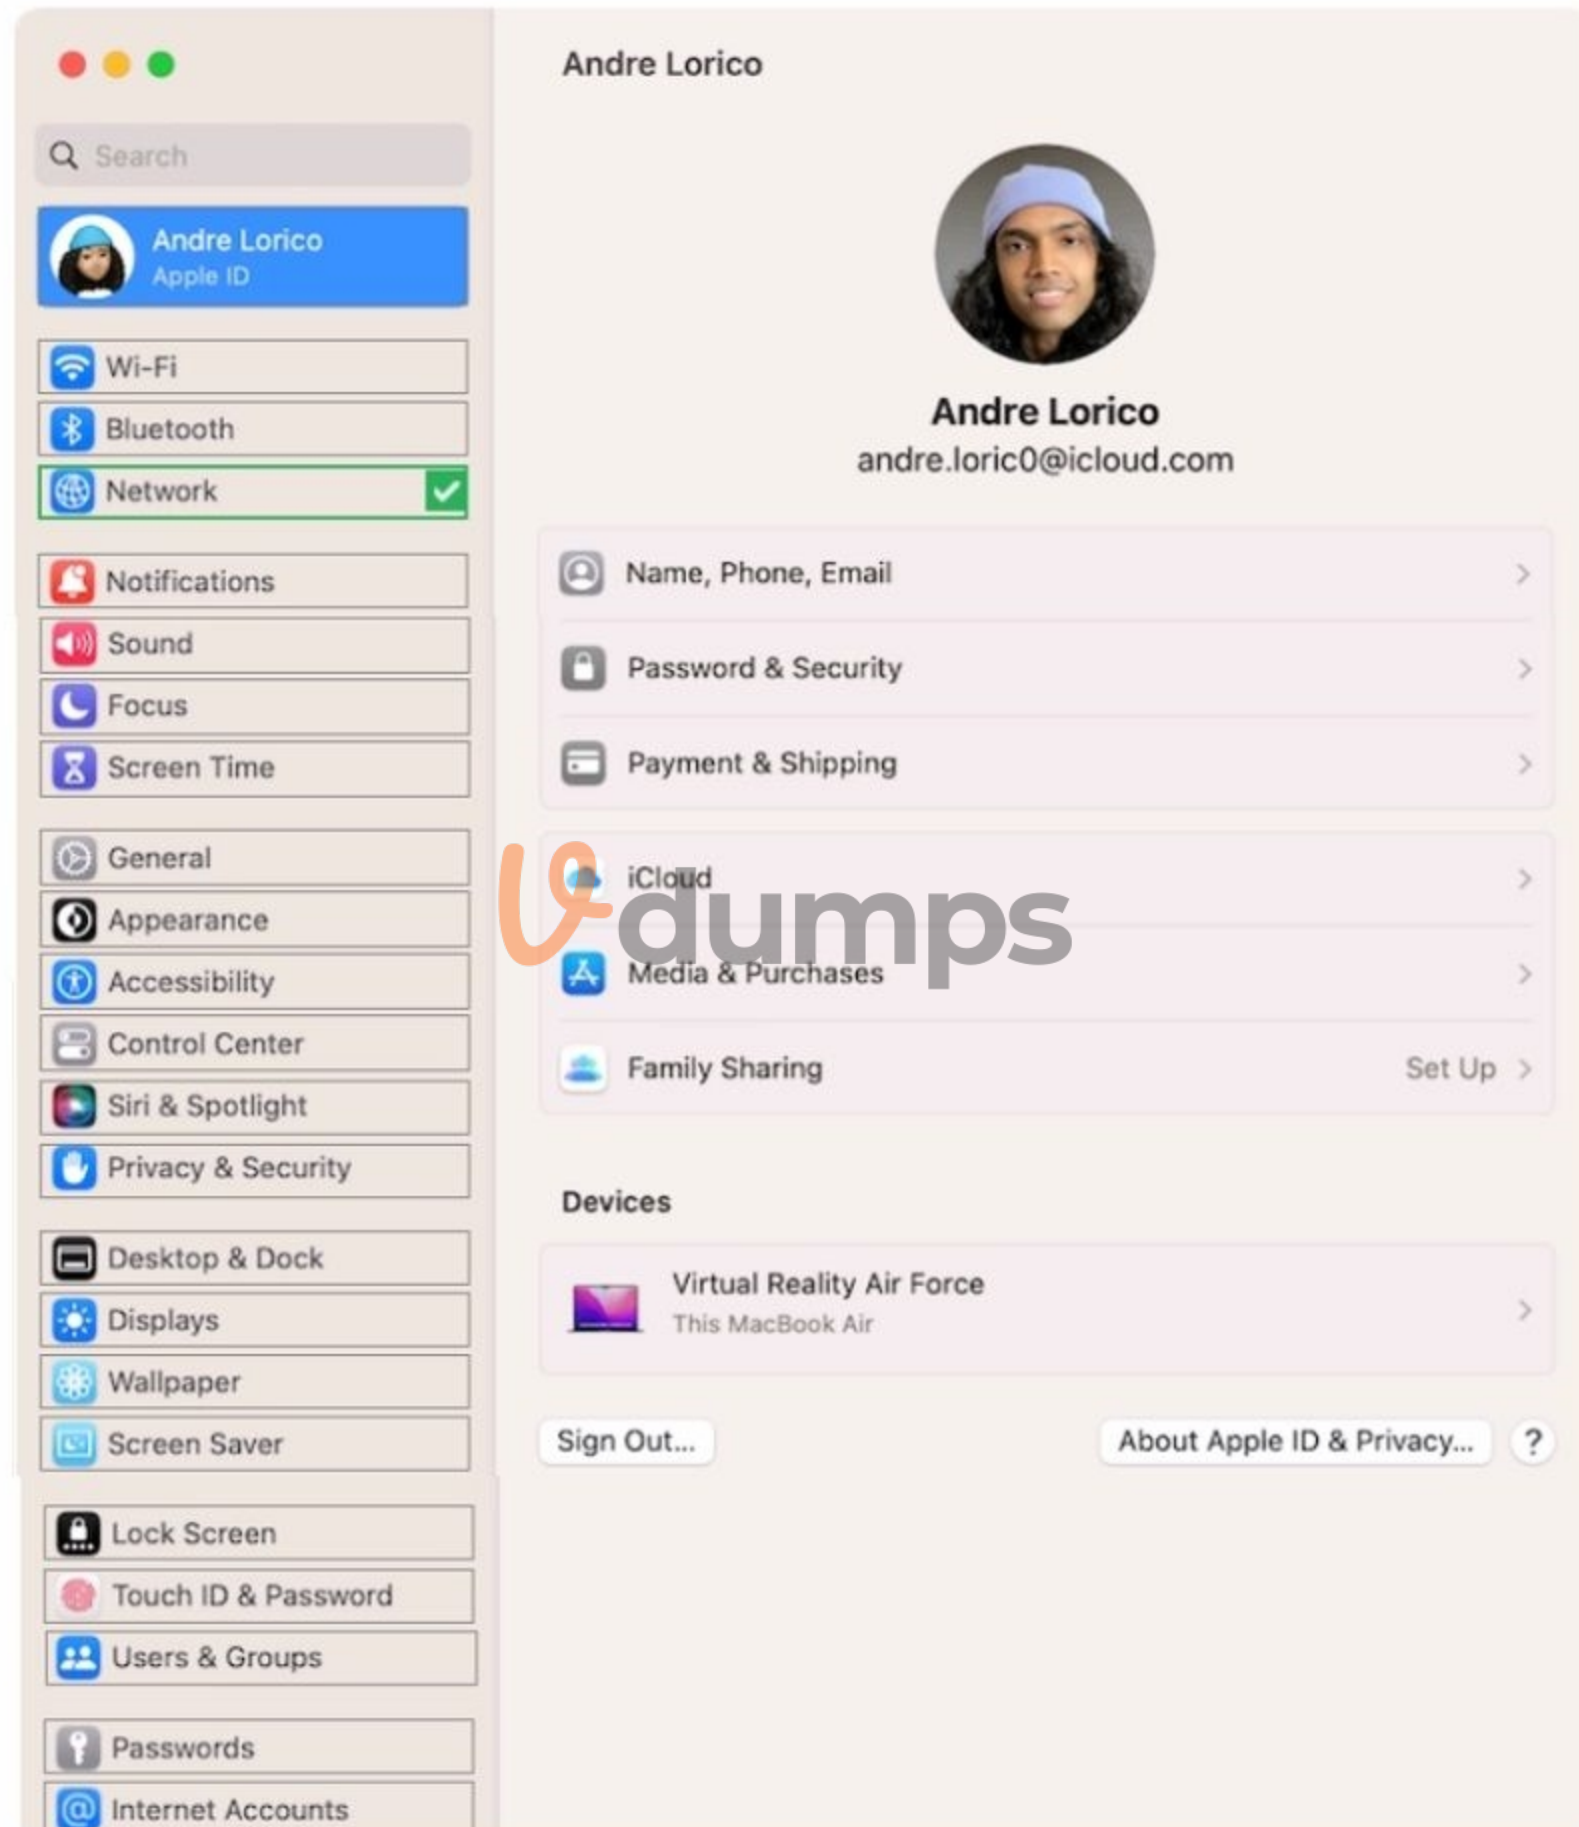 Andre Lorico
Search
Andre Lorico
Apple ID
Wi-Fi
Bluetooth
Network
Notifications
Sound
Focus
Screen Time
General
Appearance
Accessibility
Control Center
Siri & Spotlight
Privacy & Security
Desktop & Dock
Displays
Wallpaper
Screen Saver
Lock Screen
Touch ID & Password
Users & Groups
Passwords
Internet Accounts
Andre Lorico
andre.loric0@icloud.com
Name, Phone, Email
Password & Security
Payment & Shipping
iCloud
Vdumps
Media & Purchases
Family Sharing Set Up
Devices
Virtual Reality Air Force
This MacBook Air
Sign Out... About Apple ID & Privacy... ?